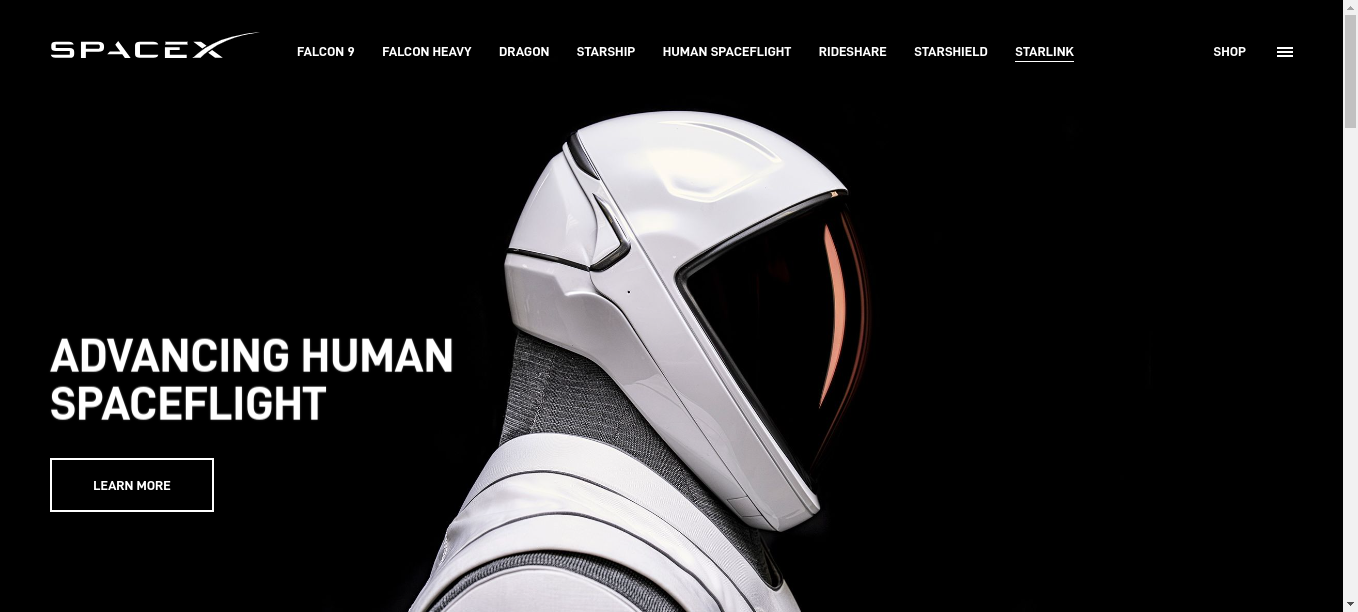 SPACEX
FALCON 9
FALCON HEAVY
DRAGON
STARSHIP
HUMAN SPACEFLIGHT
RIDESHARE
STARSHIELD
STARLINK
SHOP
ADVANCING HUMAN
SPACEFLIGHT
LEARN MORE